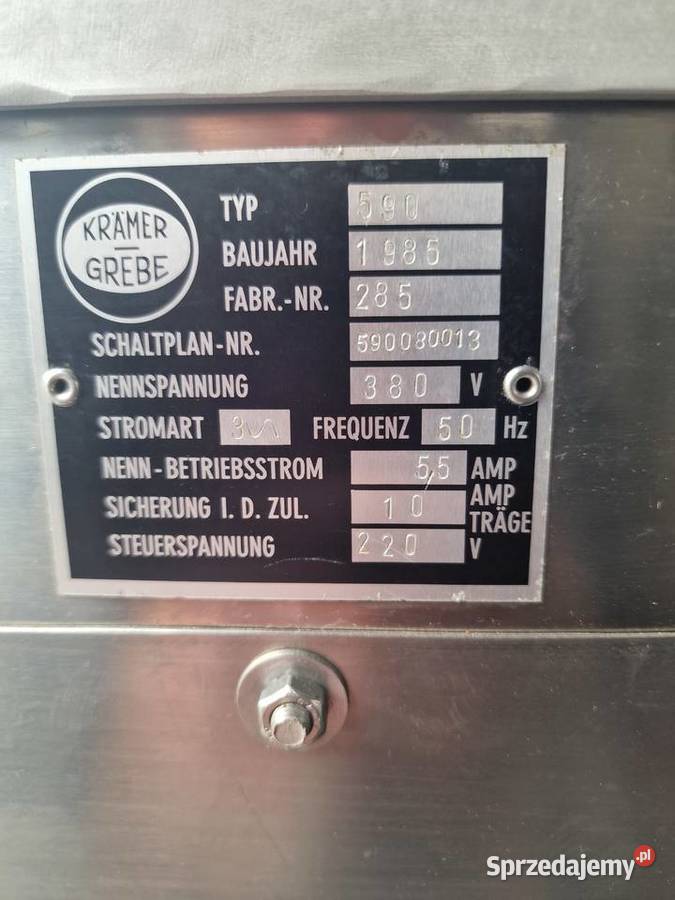 KRÄMER
GREBE
TYP 590
BAUJAHR 1985
FABR.-NR. 285
SCHALTPLAN-NR. 590080013
NENNSPANNUNG 380 V
STROMART 3∿ FREQUENZ 50 Hz
NENN-BETRIEBSSTROM 5,5 AMP
SICHERUNG I. D. ZUL. 10 AMP TRÄGE
STEUERSPANNUNG 220 V
Sprzedajemy.pl